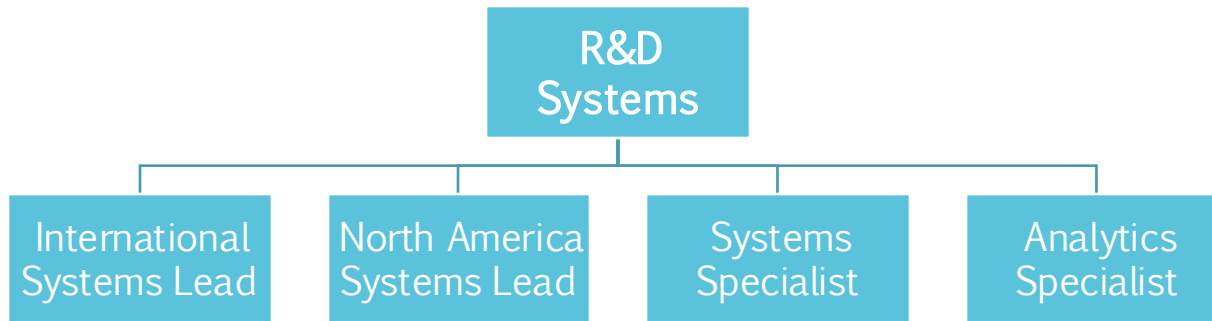 R&D
Systems
International
Systems Lead
North America
Systems Lead
Systems
Specialist
Analytics
Specialist